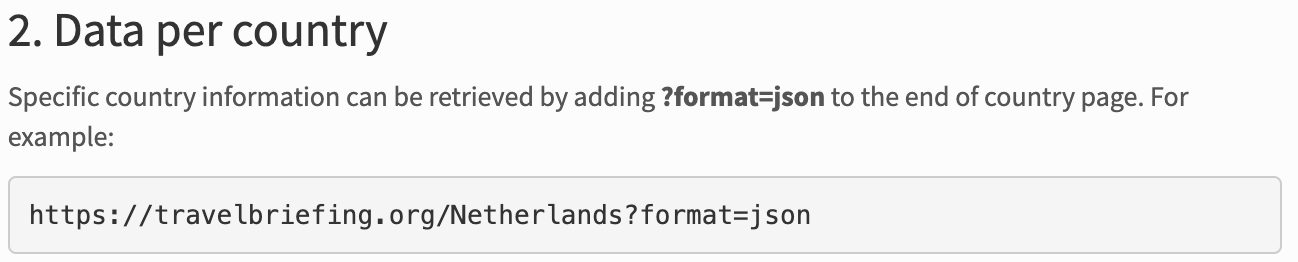 2. Data per country
Specific country information can be retrieved by adding ?format=json to the end of country page. For
example:
https://travelbriefing.org/Netherlands?format=json